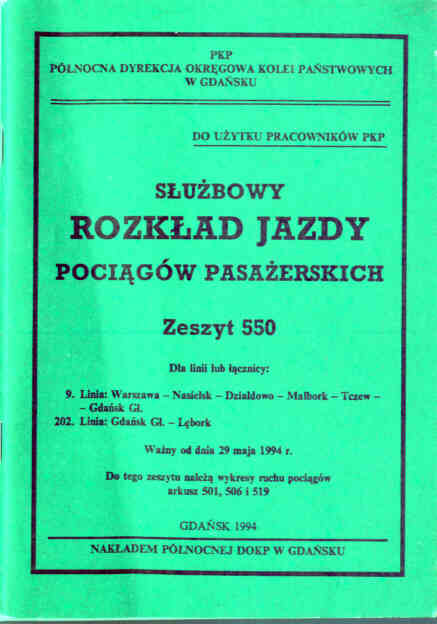 PKP
PÓŁNOCNA DYREKCJA OKRĘGOWA KOLEI PAŃSTWOWYCH
W GDAŃSKU
DO UŻYTKU PRACOWNIKÓW PKP
SŁUŻBOWY
ROZKŁAD JAZDY
POCIĄGÓW PASAŻERSKICH
Zeszyt 550
Dla linii lub łącznicy:
9. Linia: Warszawa – Nasielsk – Działdowo – Malbork – Tczew –
– Gdańsk Gł.
202. Linia: Gdańsk Gł. – Lębork
Ważny od dnia 29 maja 1994 r.
Do tego zeszytu należą wykresy ruchu pociągów
arkusz 501, 506 i 519
GDAŃSK 1994
NAKŁADEM PÓŁNOCNEJ DOKP W GDAŃSKU